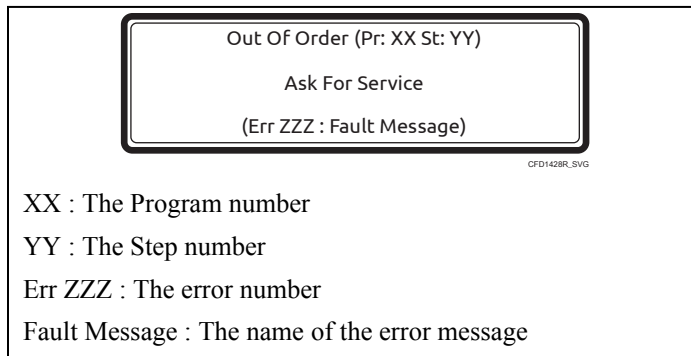 Out Of Order (Pr: XX St: YY)
Ask For Service
(Err ZZZ : Fault Message)
CFD1428R_SVG
XX : The Program number
YY : The Step number
Err ZZZ : The error number
Fault Message : The name of the error message